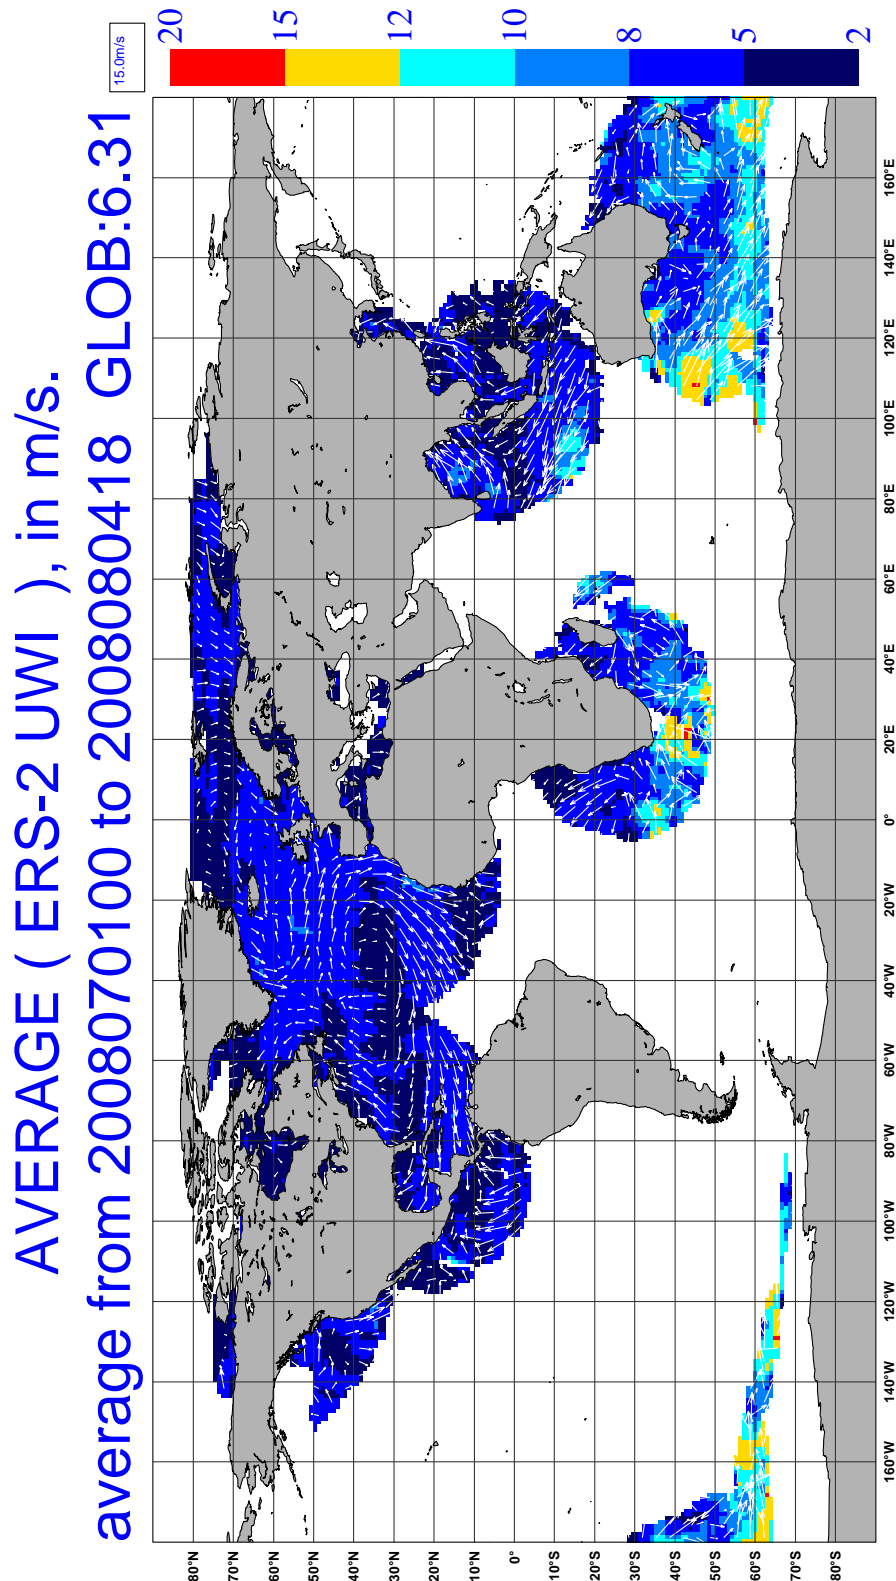 AVERAGE ( ERS-2 UWI ), in m/s.
average from 2008070100 to 2008080418 GLOB:6.31
15.0m/s
20
15
12
10
8
5
2
80°N
70°N
60°N
50°N
40°N
30°N
20°N
10°N
0°
10°S
20°S
30°S
40°S
50°S
60°S
70°S
80°S
160°W
140°W
120°W
100°W
80°W
60°W
40°W
20°W
0°
20°E
40°E
60°E
80°E
100°E
120°E
140°E
160°E